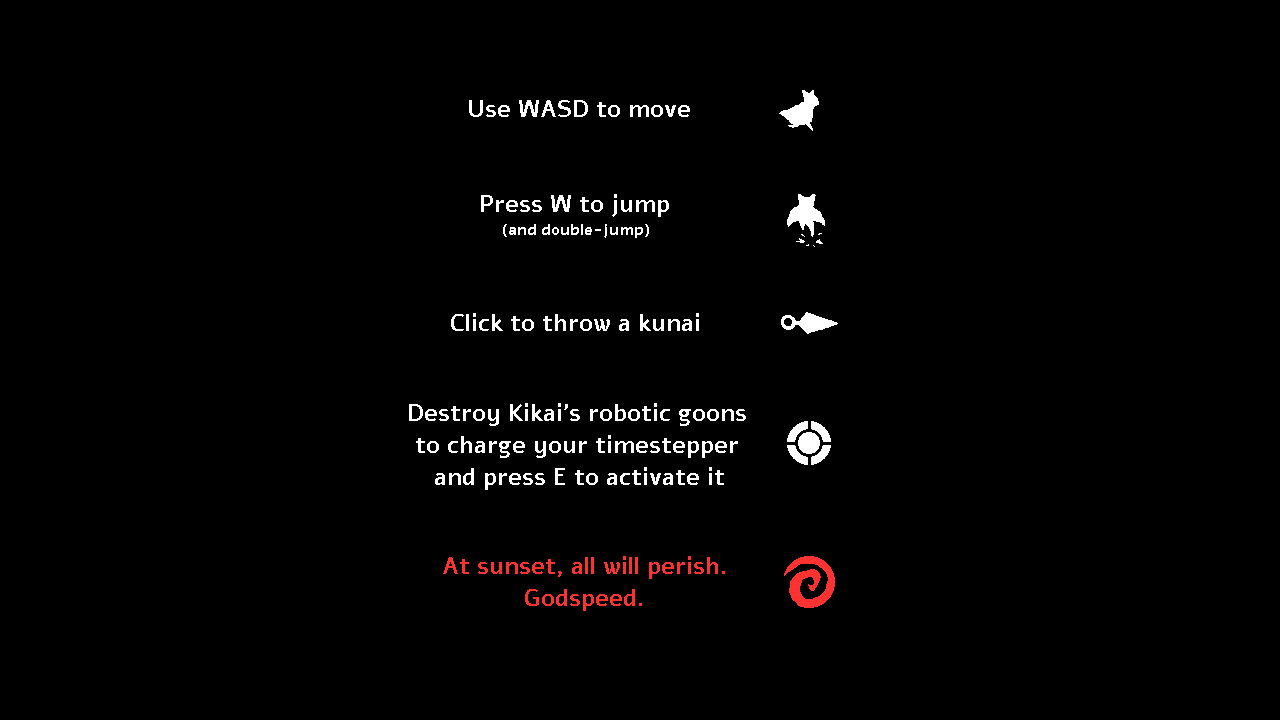 Use WASD to move
Press W to jump
(and double-jump)
Click to throw a kunai
Destroy Kikai's robotic goons
to charge your timestepper
and press E to activate it
At sunset, all will perish.
Godspeed.